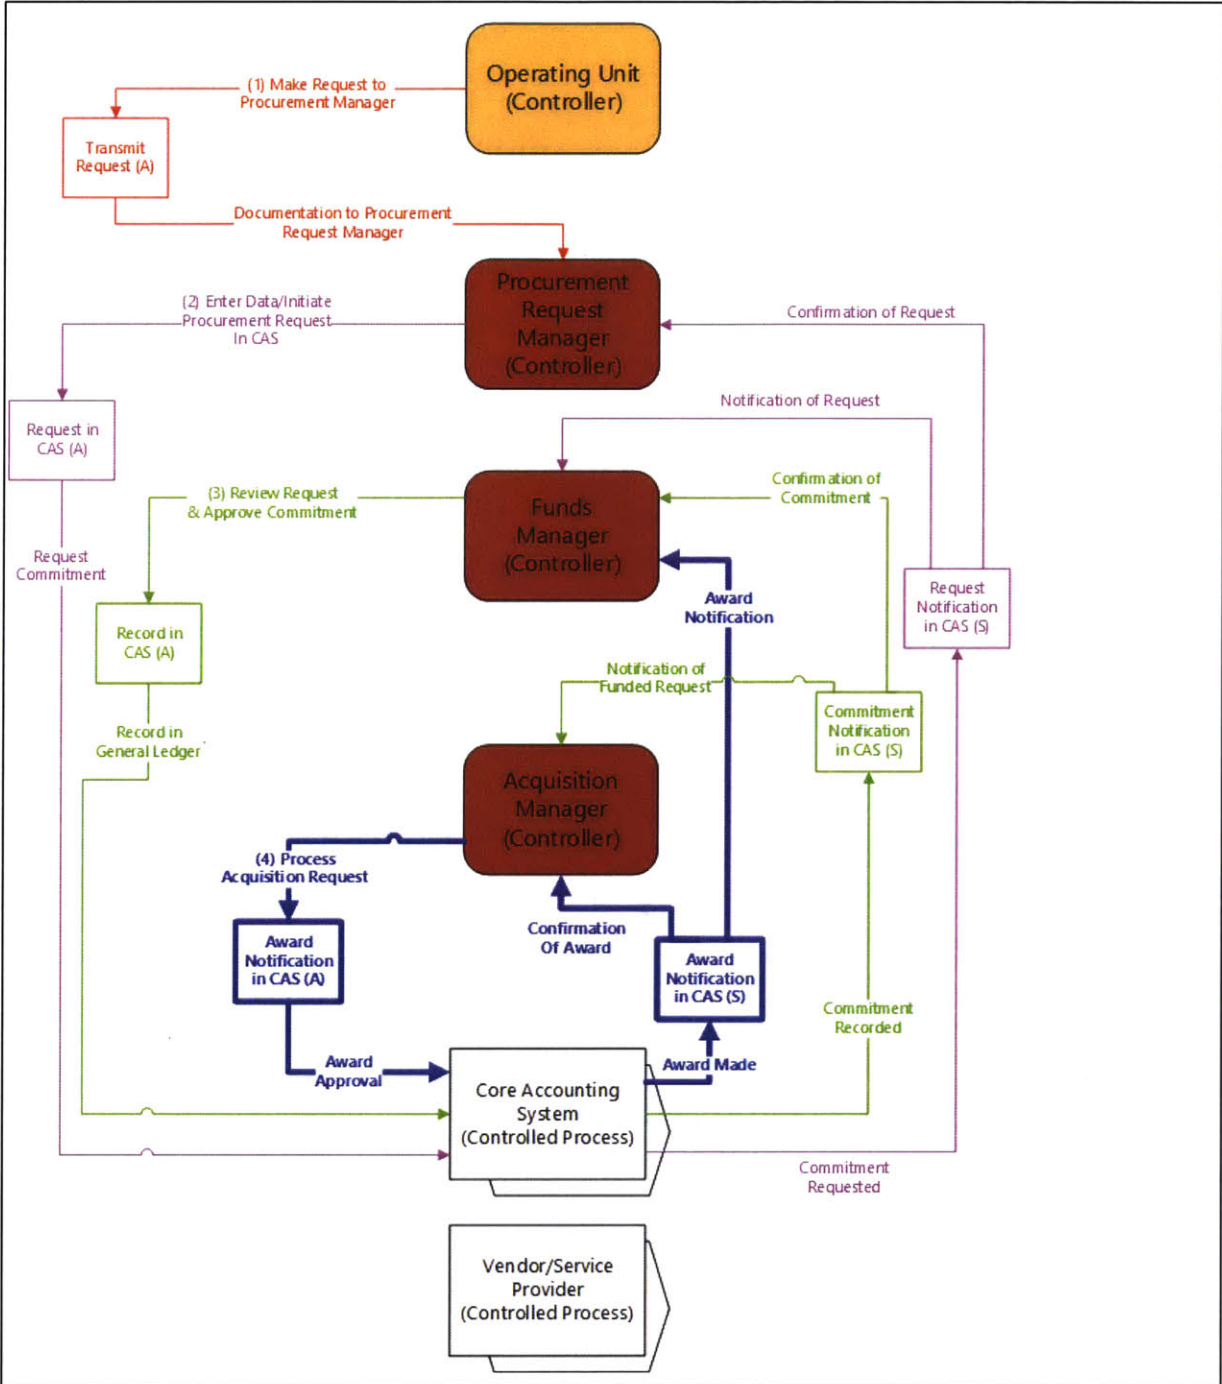 Operating Unit
(Controller)
(1) Make Request to
Procurement Manager
Transmit
Request (A)
Documentation to Procurement
Request Manager
Procurement
Request
Manager
(Controller)
(2) Enter Data/Initiate
Procurement Request
In CAS
Confirmation of Request
Request in
CAS (A)
Notification of Request
Funds
Manager
(Controller)
(3) Review Request
& Approve Commitment
Confirmation of
Commitment
Request
Commitment
Request
Notification
in CAS (S)
Award
Notification
Record in
CAS (A)
Notification of
Funded Request
Commitment
Notification
in CAS (S)
Record in
General Ledger
Acquisition
Manager
(Controller)
(4) Process
Acquisition Request
Confirmation
Of Award
Award
Notification
in CAS (A)
Award
Notification
in CAS (S)
Commitment
Recorded
Award
Approval
Award Made
Core Accounting
System
(Controlled Process)
Commitment
Requested
Vendor/Service
Provider
(Controlled Process)